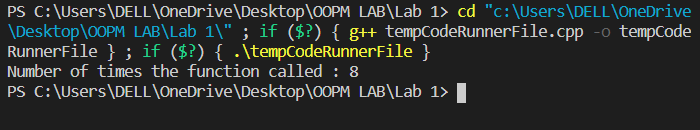 PS C:\Users\DELL\OneDrive\Desktop\OOPM LAB\Lab 1> cd "c:\Users\DELL\OneDrive
\Desktop\OOPM LAB\Lab 1\" ; if ($?) { g++ tempCodeRunnerFile.cpp -o tempCode
RunnerFile } ; if ($?) { .\tempCodeRunnerFile }
Number of times the function called : 8
PS C:\Users\DELL\OneDrive\Desktop\OOPM LAB\Lab 1>